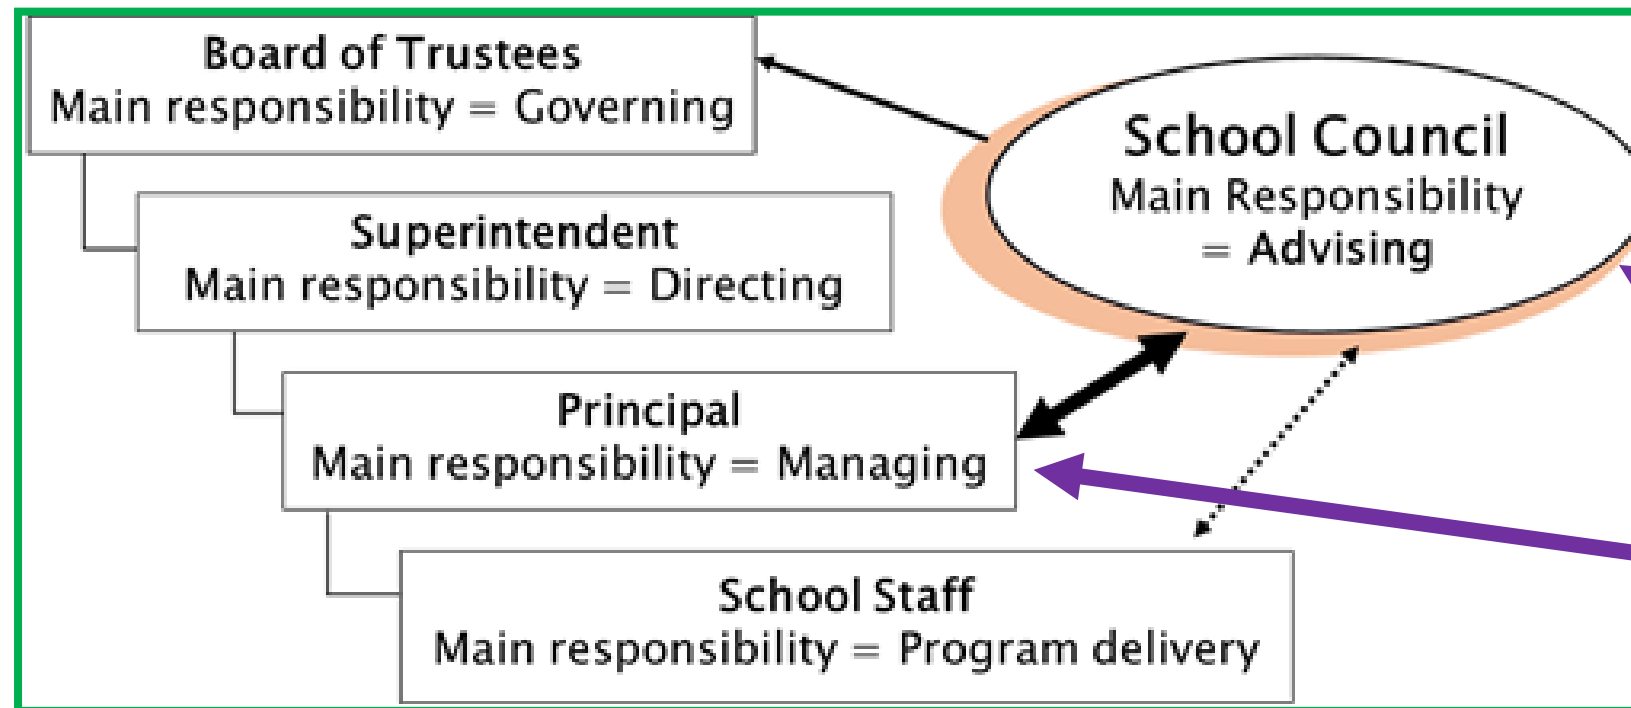 Board of Trustees
Main responsibility = Governing
School Council
Main Responsibility
= Advising
Superintendent
Main responsibility = Directing
Principal
Main responsibility = Managing
School Staff
Main responsibility = Program delivery